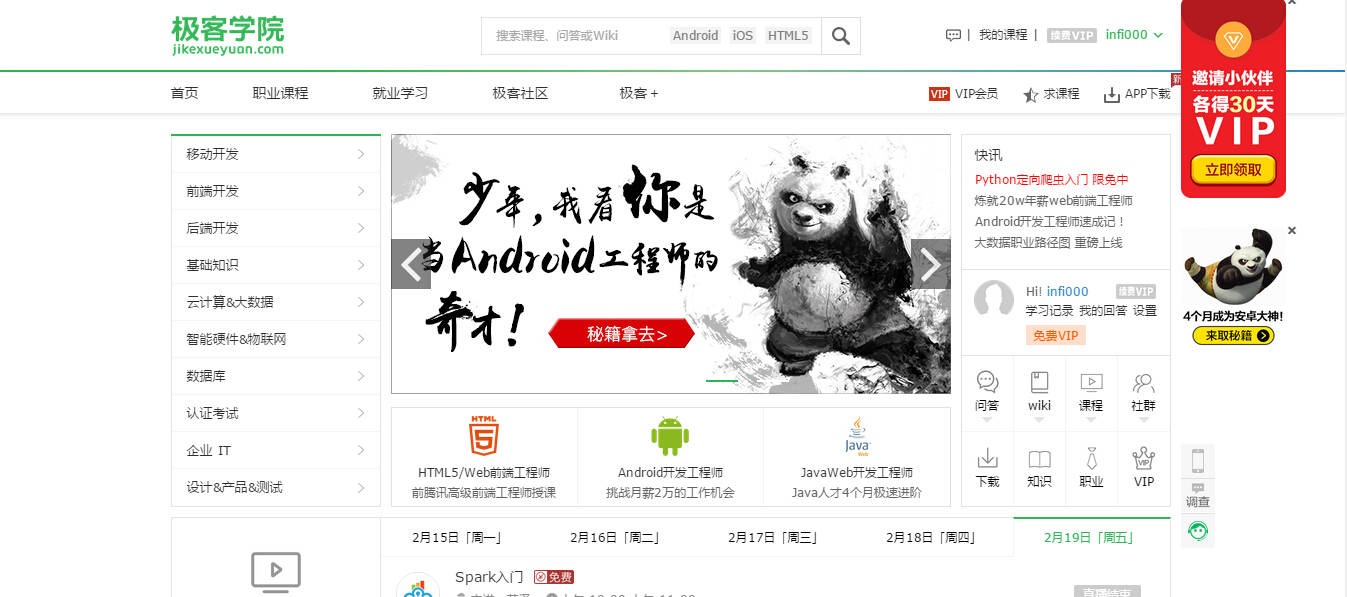 极客学院
jikexueyuan.com
搜索课程、问答或Wiki Android iOS HTML5
我的课程 | 续费VIP infi000
首页 职业课程 就业学习 极客社区 极客 +
VIP VIP会员 求课程 APP下载
邀请小伙伴
各得30天
VIP
立即领取
移动开发
前端开发
后端开发
基础知识
云计算&大数据
智能硬件&物联网
数据库
认证考试
企业 IT
设计&产品&测试
少年,我看你是
当Android工程师的
奇才!
秘籍拿去>
HTML
5
HTML5/Web前端工程师
前腾讯高级前端工程师授课
Android开发工程师
挑战月薪2万的工作机会
Java
Web
JavaWeb开发工程师
Java人才4个月极速进阶
快讯
Python定向爬虫入门 限免中
炼就20w年薪web前端工程师
Android开发工程师速成记！
大数据职业路径图 重磅上线
Hi! infi000 续费VIP
学习记录 我的回答 设置
免费VIP
问答 wiki 课程 社群
VIP
下载 知识 职业 VIP
4个月成为安卓大神!
来取秘籍
调查
2月15日「周一」 2月16日「周二」 2月17日「周三」 2月18日「周四」 2月19日「周五」
Spark入门 免费